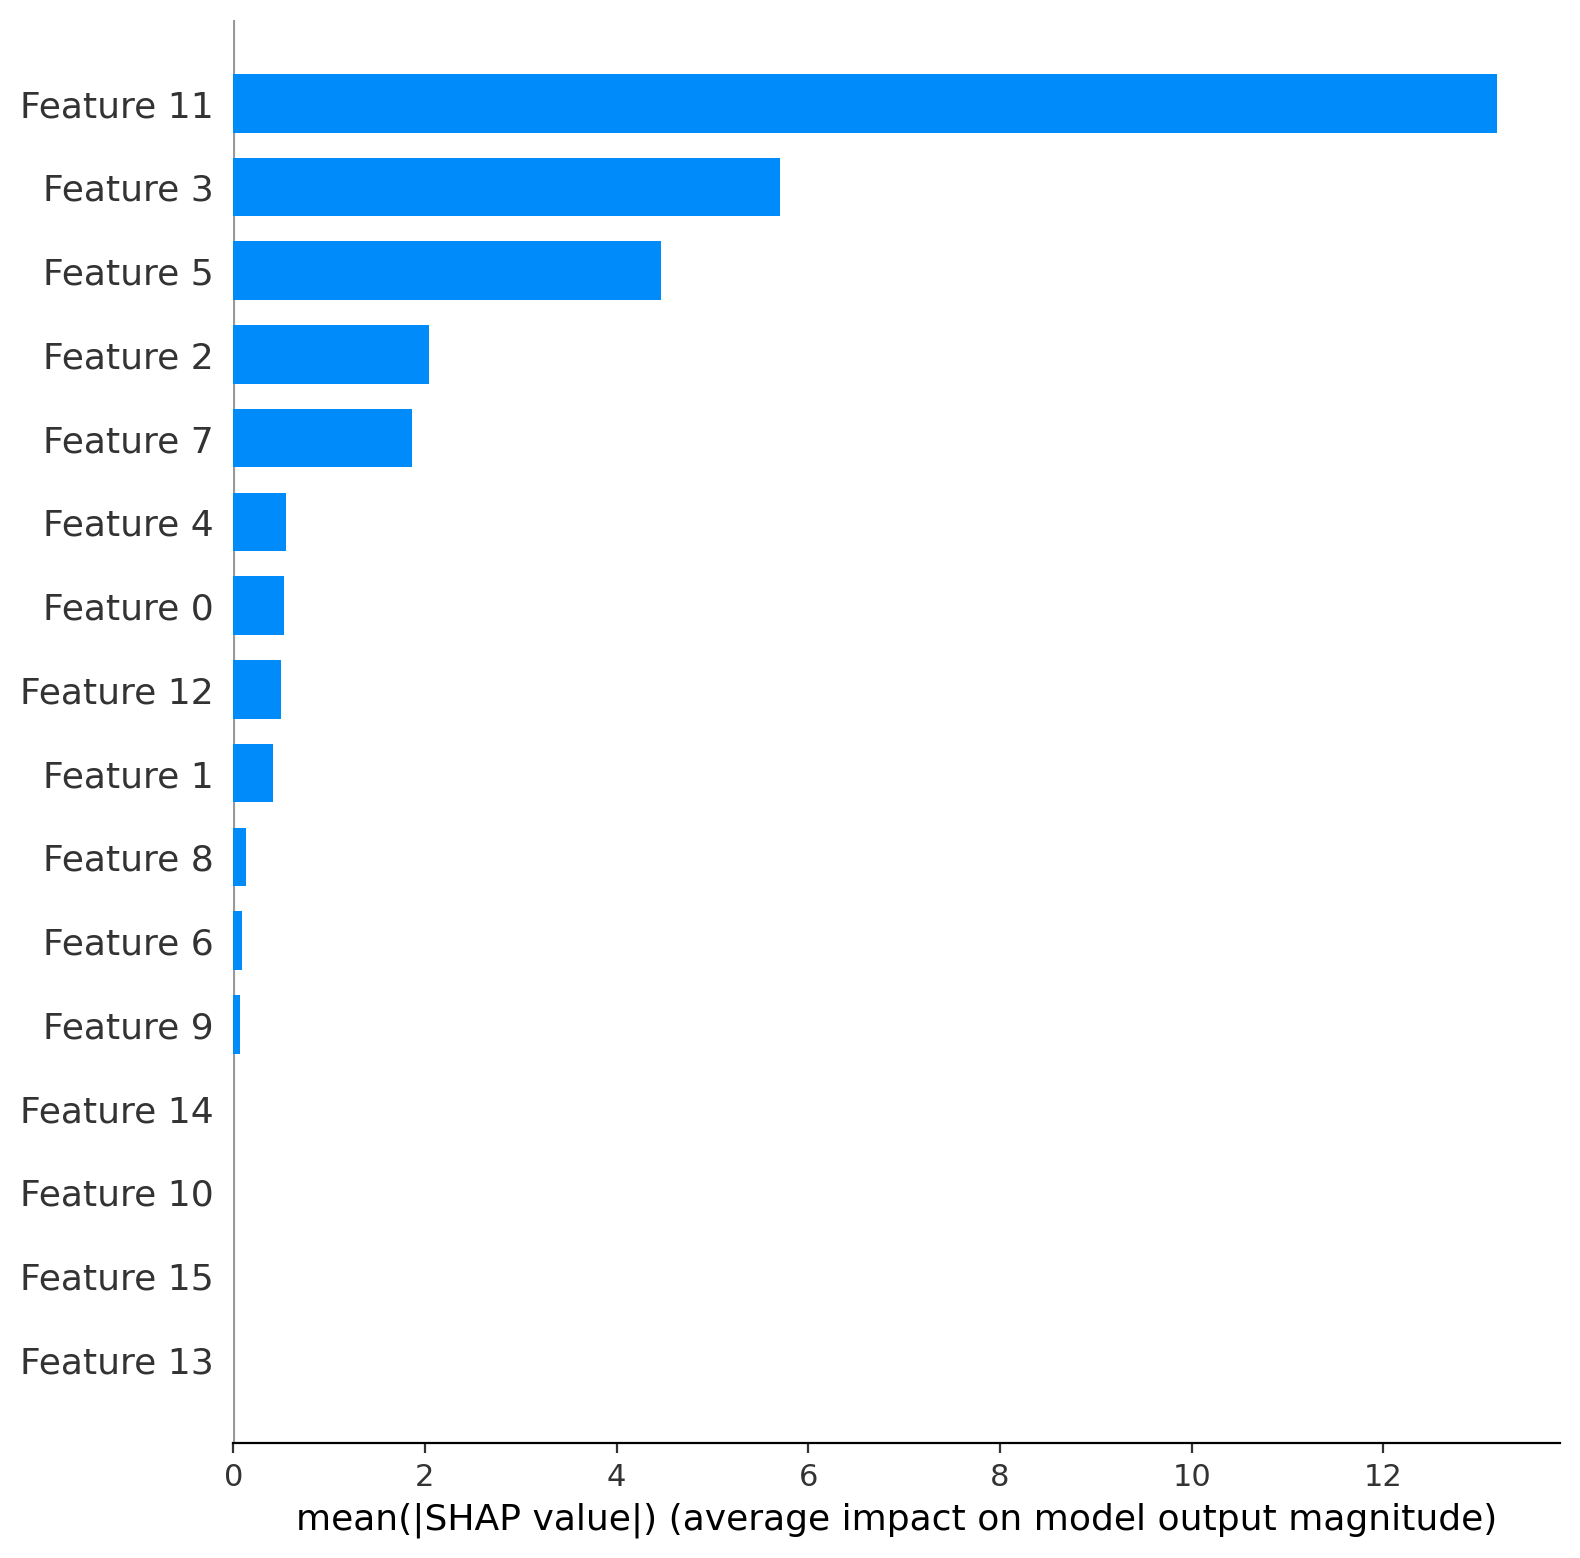 Feature 11
Feature 3
Feature 5
Feature 2
Feature 7
Feature 4
Feature 0
Feature 12
Feature 1
Feature 8
Feature 6
Feature 9
Feature 14
Feature 10
Feature 15
Feature 13
0 2 4 6 8 10 12
mean(|SHAP value|) (average impact on model output magnitude)